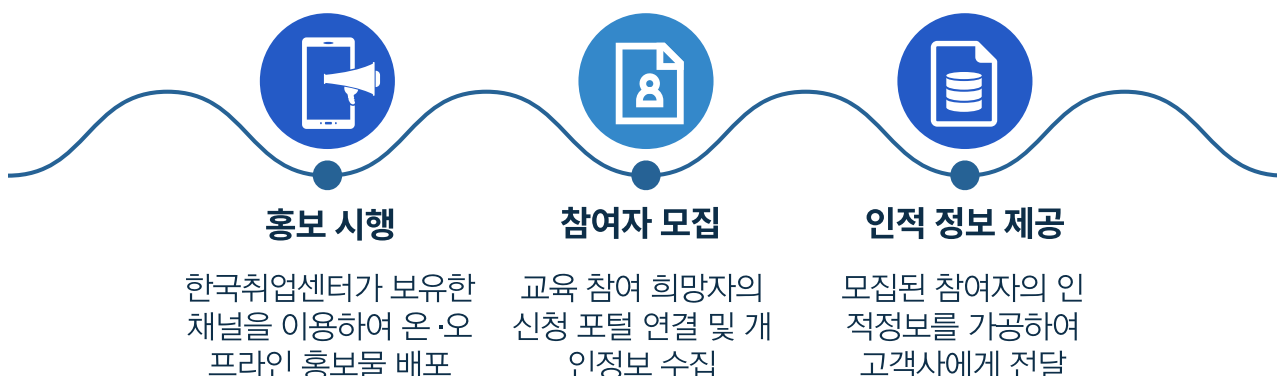 홍보 시행
한국취업센터가 보유한
채널을 이용하여 온·오
프라인 홍보물 배포
참여자 모집
교육 참여 희망자의
신청 포털 연결 및 개
인정보 수집
인적 정보 제공
모집된 참여자의 인
적정보를 가공하여
고객사에게 전달